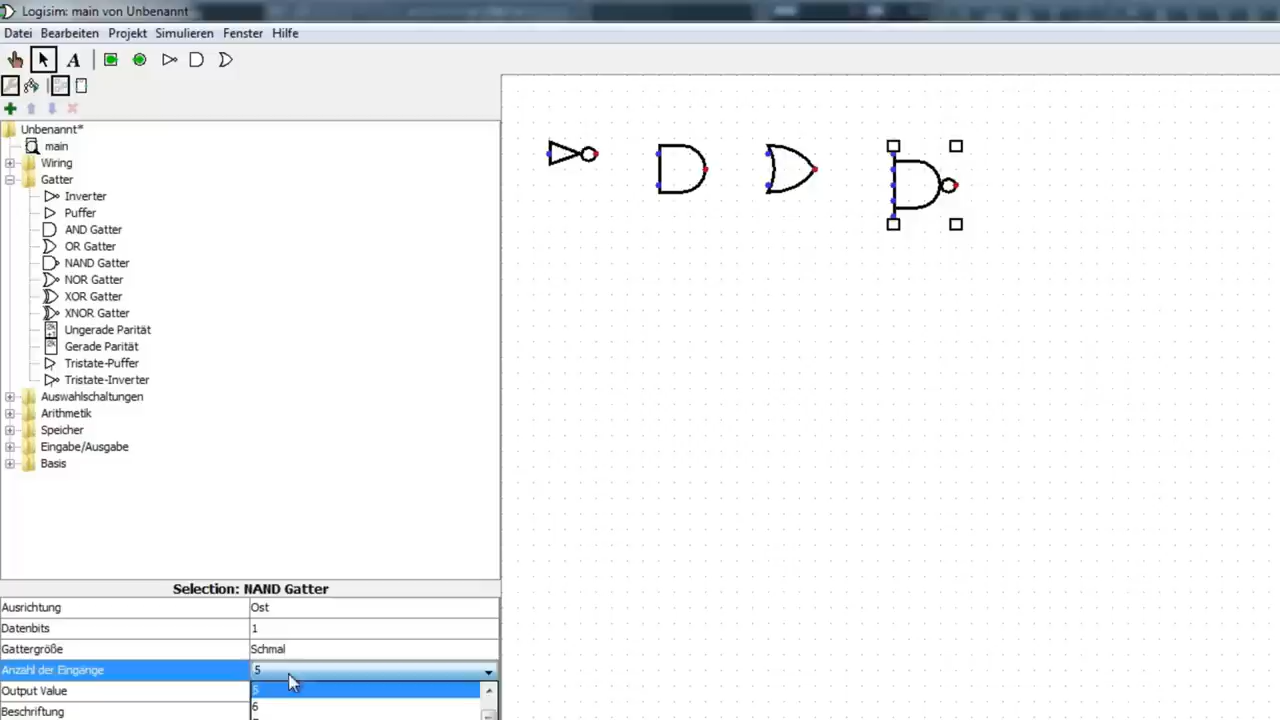 Logisim: main von Unbenannt
Datei Bearbeiten Projekt Simulieren Fenster Hilfe
A
Unbenannt*
main
Wiring
Gatter
Inverter
Puffer
AND Gatter
OR Gatter
NAND Gatter
NOR Gatter
XOR Gatter
XNOR Gatter
Ungerade Parität
Gerade Parität
Tristate-Puffer
Tristate-Inverter
Auswahlschaltungen
Arithmetik
Speicher
Eingabe/Ausgabe
Basis
Selection: NAND Gatter
Ausrichtung Ost
Datenbits 1
Gattergröße Schmal
Anzahl der Eingänge 5
Output Value 5
6
Beschriftung